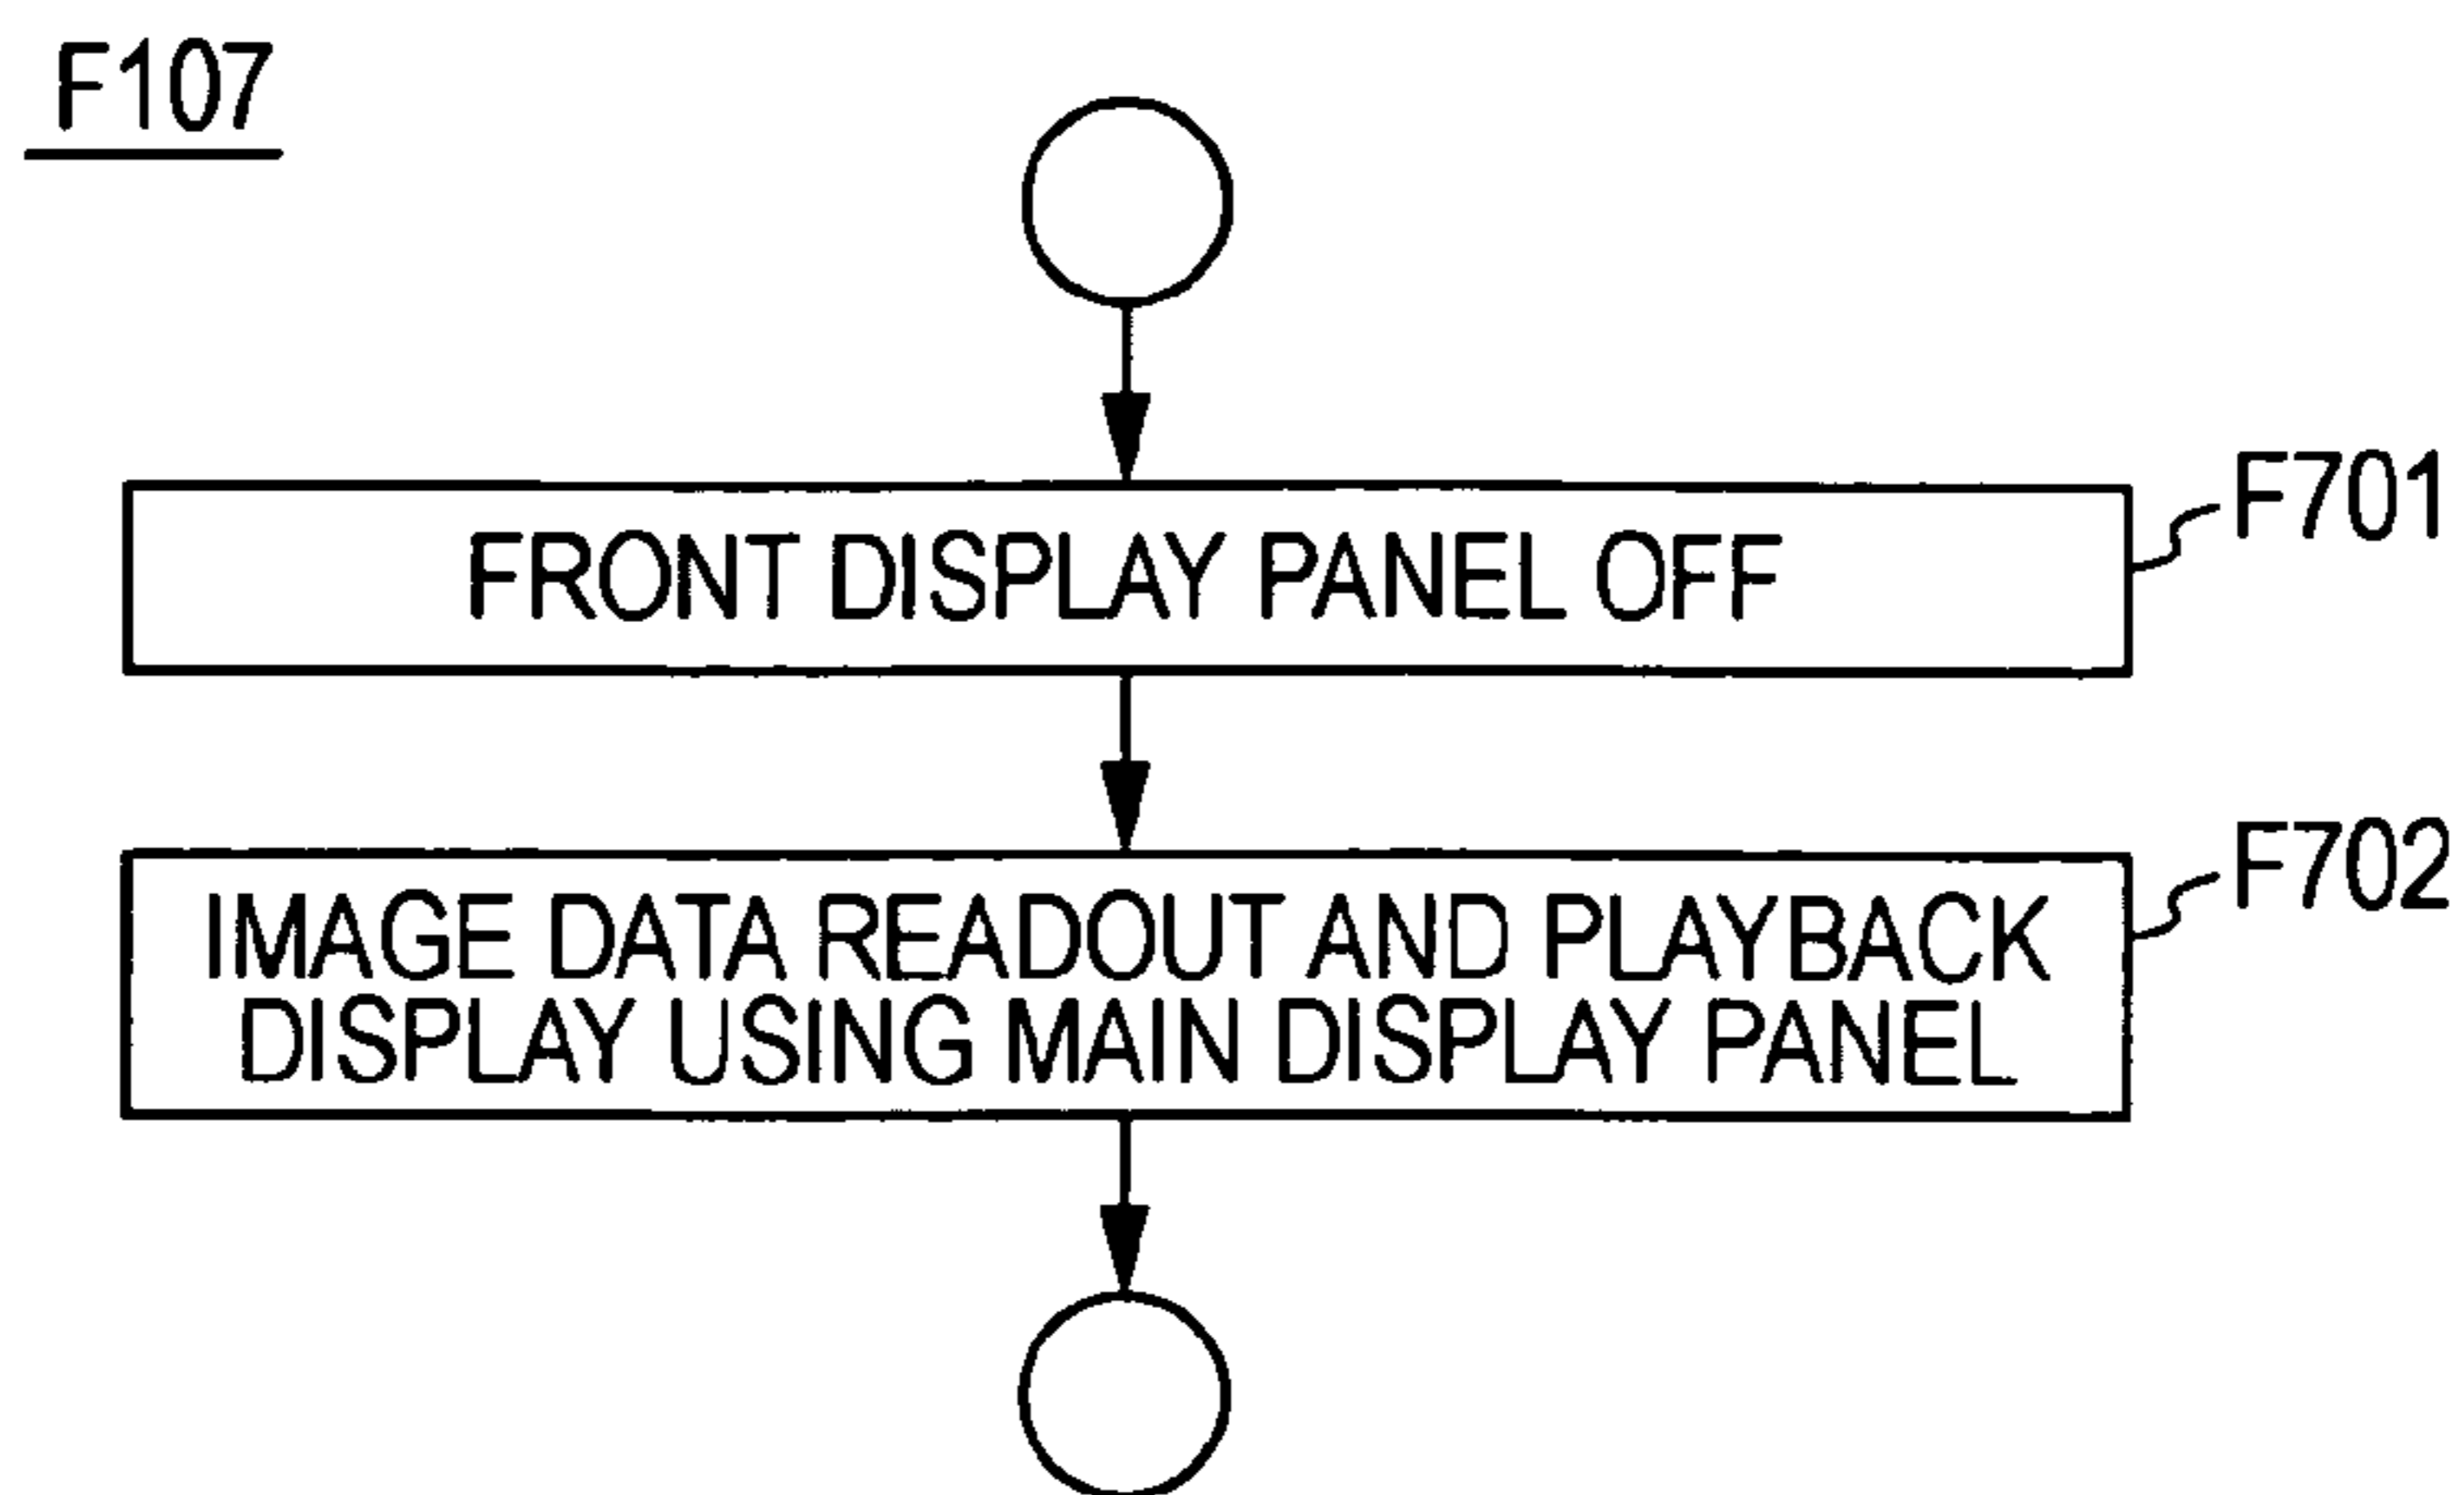 F107
FRONT DISPLAY PANEL OFF
F701
IMAGE DATA READOUT AND PLAYBACK
DISPLAY USING MAIN DISPLAY PANEL
F702